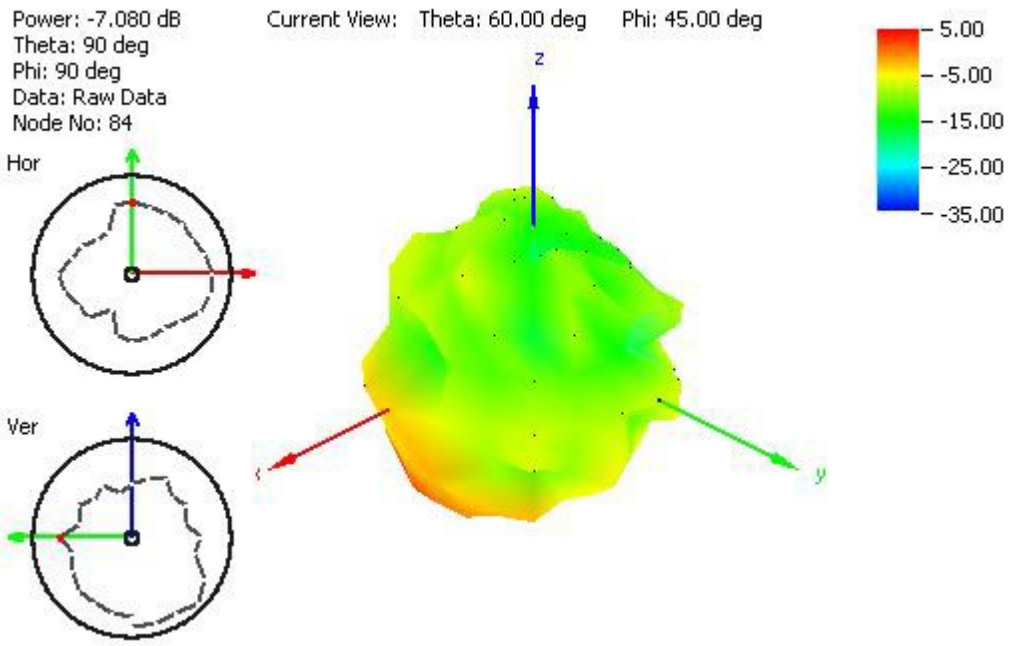 Power: -7.080 dB
Theta: 90 deg
Phi: 90 deg
Data: Raw Data
Node No: 84
Current View: Theta: 60.00 deg Phi: 45.00 deg
5.00
-5.00
-15.00
-25.00
-35.00
z
Hor
Ver
y